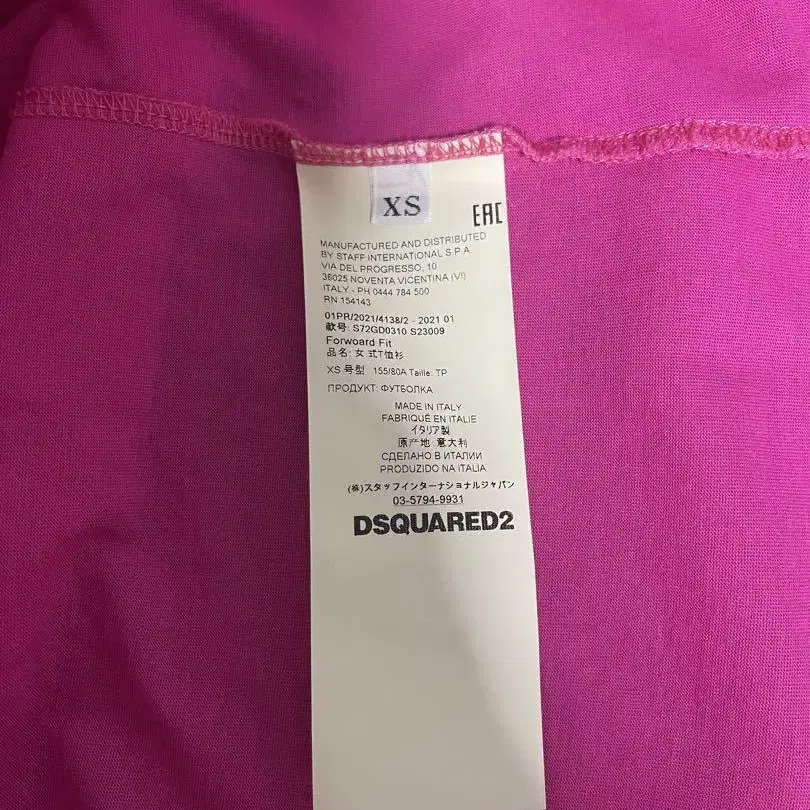 XS
EAC
MANUFACTURED AND DISTRIBUTED
BY STAFF INTERNATIONAL S.P.A.
VIA DEL PROGRESSO, 10
36025 NOVENTA VICENTINA (VI)
ITALY - PH 0444 784 500
RN 154143
01PR/2021/4138/2 - 2021 01
款号: S72GD0310 S23009
Forwoard Fit
品名: 女 式T恤衫
XS 号型 155/80A Taille: TP
ПРОДУКТ: ФУТБОЛКА
MADE IN ITALY
FABRIQUÉ EN ITALIE
イタリア製
原产地: 意大利
СДЕЛАНО В ИТАЛИИ
PRODUZIDO NA ITALIA
(株)スタッフインターナショナルジャパン
03-5794-9931
DSQUARED2